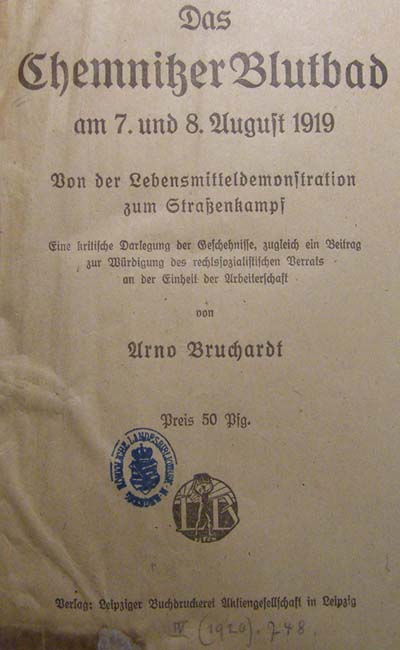 Das
Chemnitzer Blutbad
am 7. und 8. August 1919
Von der Lebensmitteldemonstration
zum Straßenkampf
Eine kritische Darlegung der Geschehnisse, zugleich ein Beitrag
zur Würdigung des rechtssozialistischen Verrats
an der Einheit der Arbeiterschaft
von
Arno Bruchardt
Preis 50 Pfg.
LANDESBIBLIOTHEK
LB
Verlag: Leipziger Buchdruckerei Aktiengesellschaft in Leipzig
IV (1920). 748.